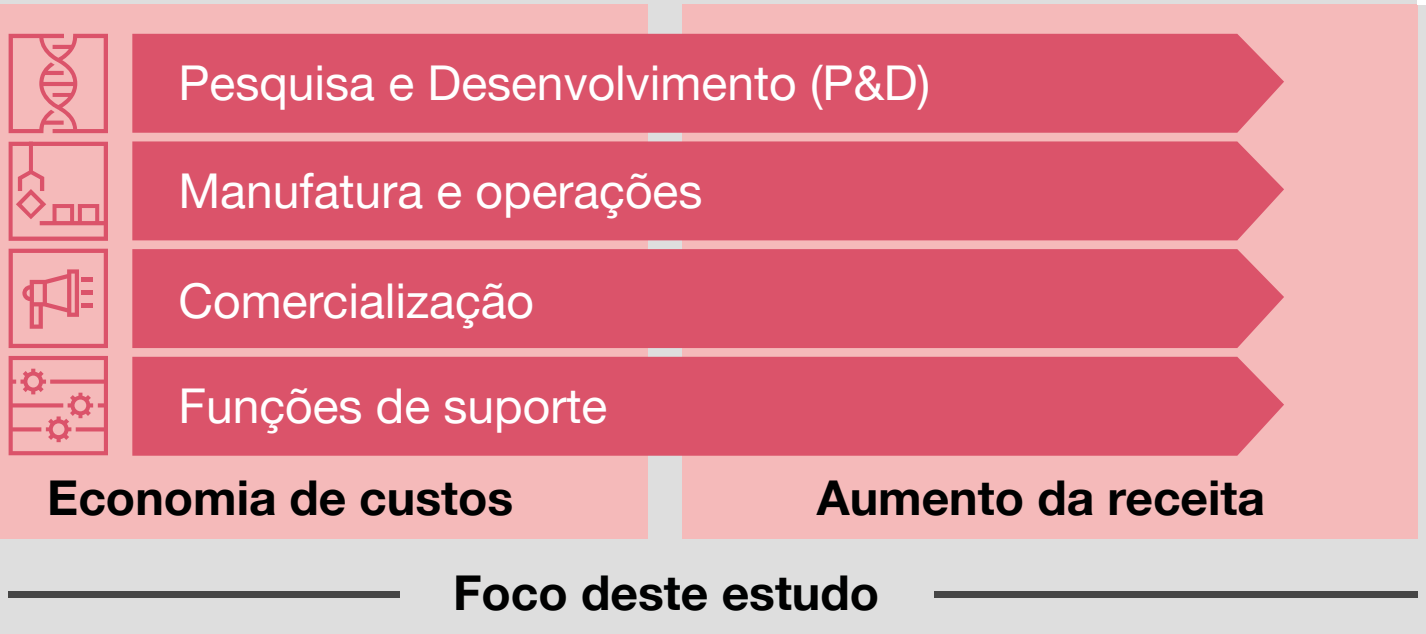 Pesquisa e Desenvolvimento (P&D)
Manufatura e operações
Comercialização
Funções de suporte
Economia de custos
Aumento da receita
Foco deste estudo